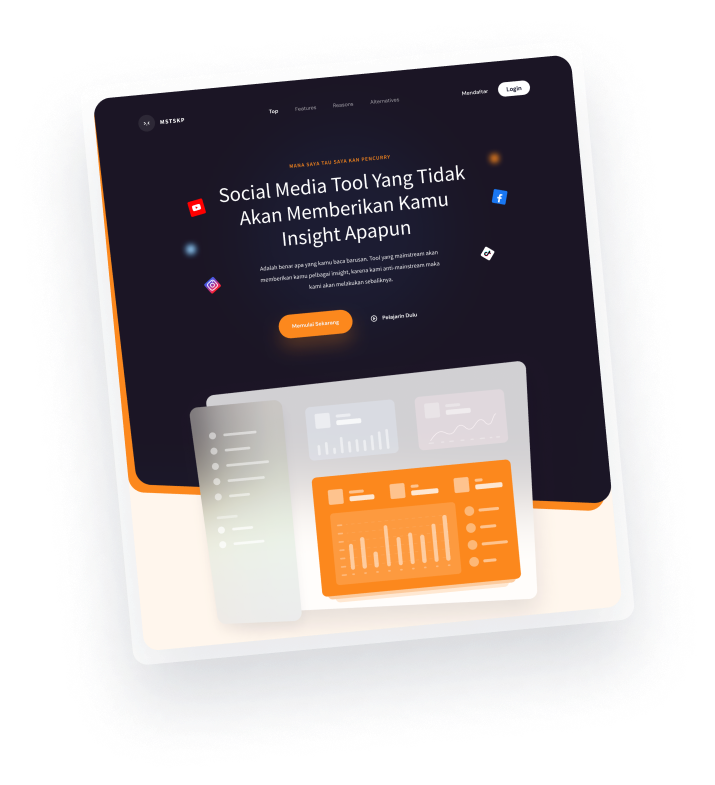 MSTSKP
Top
Features
Reasons
Alternatives
Mendaftar
Login
MANA SAYA TAU SAYA KAN PENCURRY
Social Media Tool Yang Tidak
Akan Memberikan Kamu
Insight Apapun
Adalah benar apa yang kamu baca barusan. Tool yang mainstream akan
memberikan kamu pelbagai insight, karena kami anti-mainstream maka
kami akan melakukan sebaliknya.
Memulai Sekarang
Pelajarin Dulu